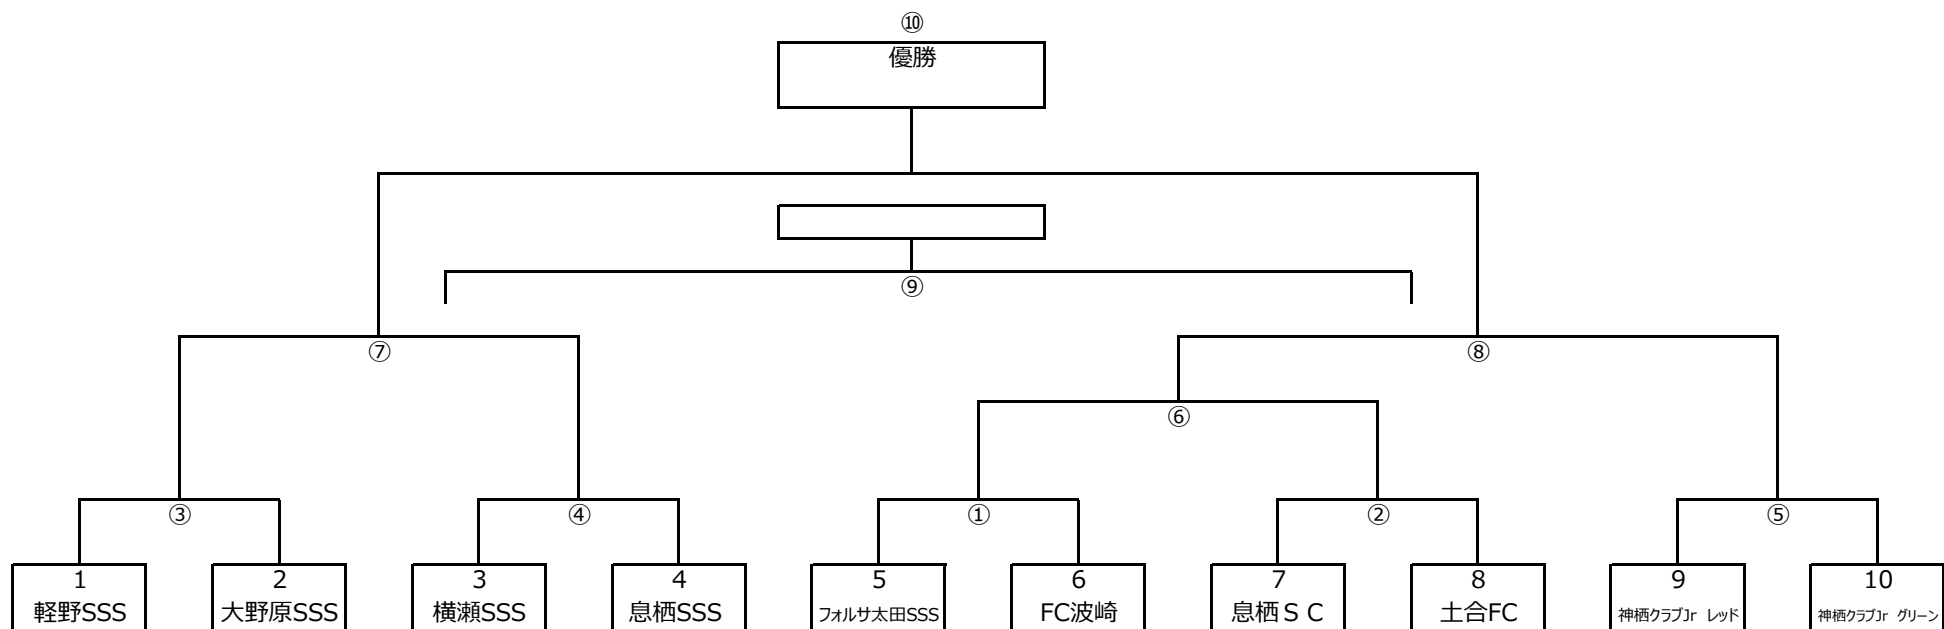 ⑩
優勝
⑨
⑦
⑧
⑥
③
④
①
②
⑤
1
2
3
4
5
6
7
8
9
10
軽野SSS
大野原SSS
横瀬SSS
息栖SSS
フォルサ太田SSS
FC波崎
息栖ＳＣ
土合FC
神栖クラブJr レッド
神栖クラブJr グリーン